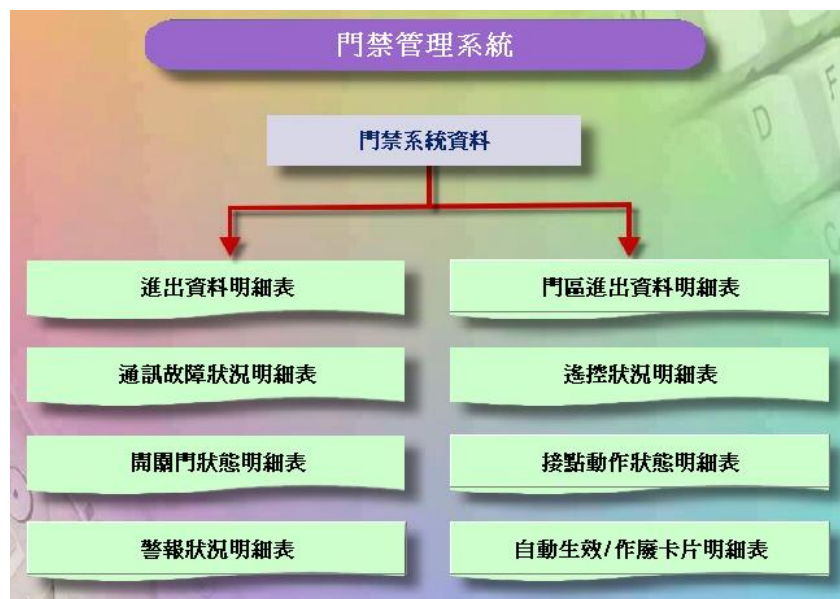 門禁管理系統
門禁系統資料
進出資料明細表
門區進出資料明細表
通訊故障狀況明細表
遙控狀況明細表
開關門狀態明細表
接點動作狀態明細表
警報狀況明細表
自動生效/作廢卡片明細表
D
F
C